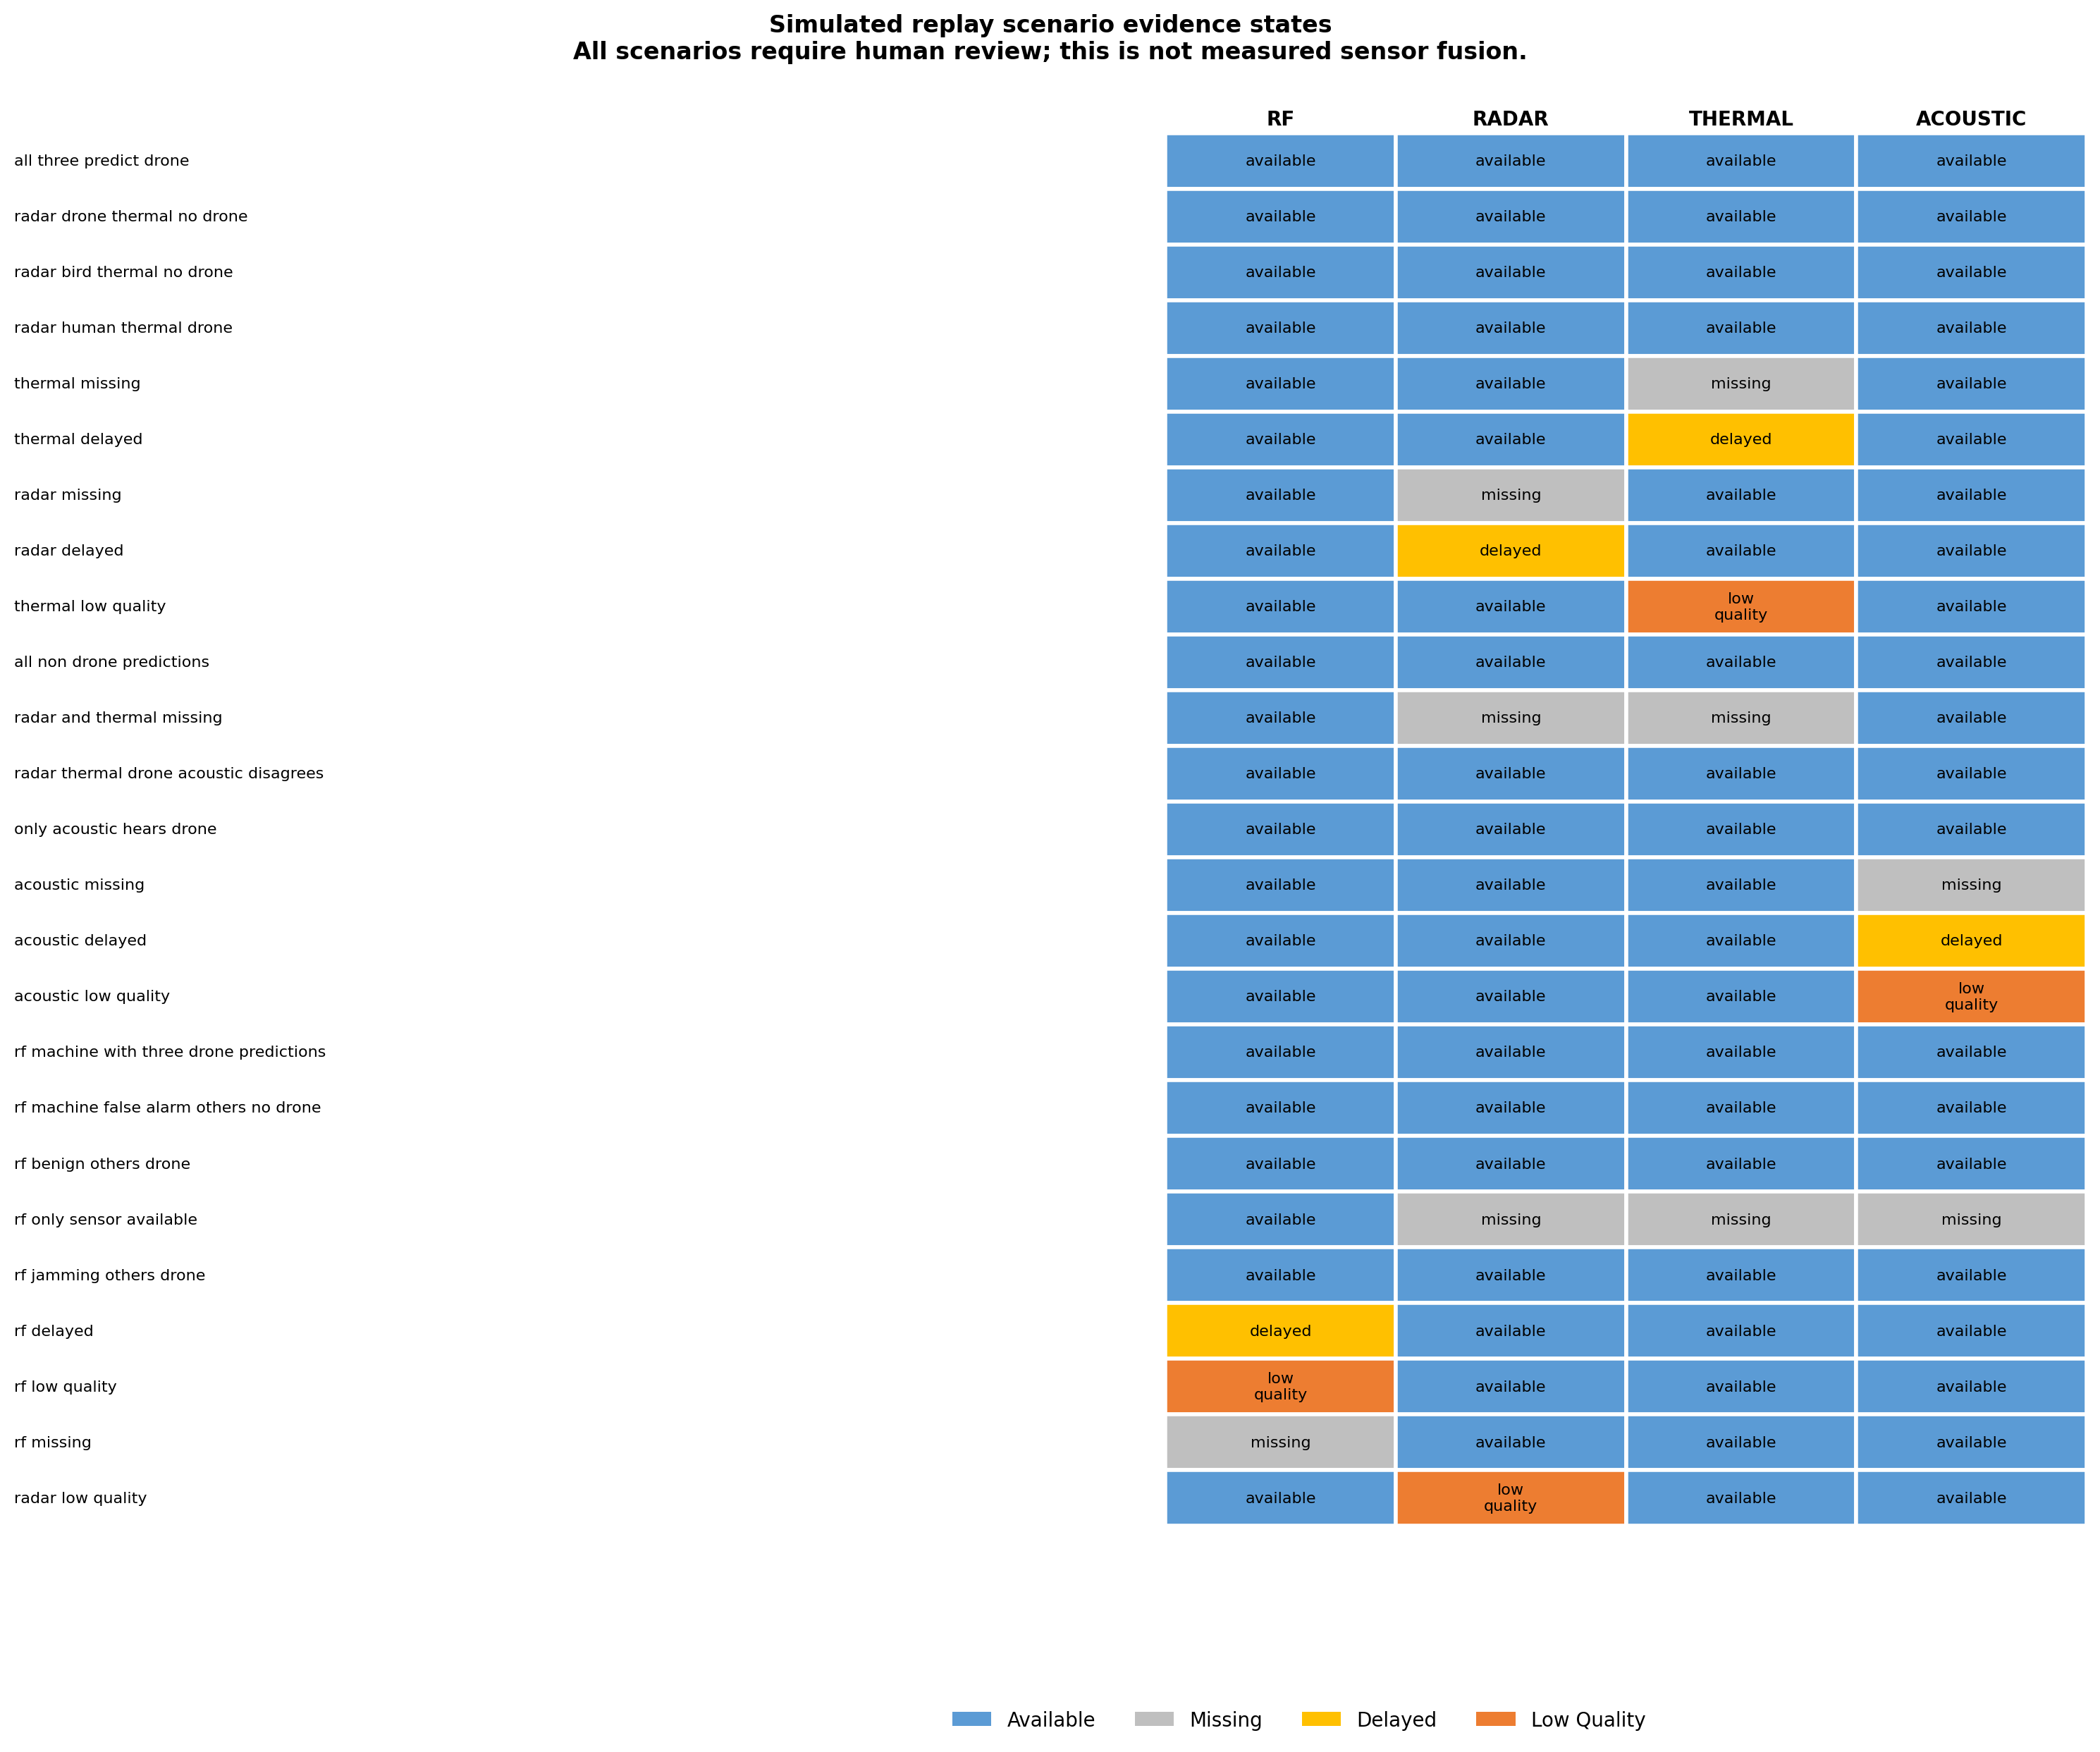 Simulated replay scenario evidence states
All scenarios require human review; this is not measured sensor fusion.
RF RADAR THERMAL ACOUSTIC
all three predict drone available available available available
radar drone thermal no drone available available available available
radar bird thermal no drone available available available available
radar human thermal drone available available available available
thermal missing available available missing available
thermal delayed available available delayed available
radar missing available missing available available
radar delayed available delayed available available
thermal low quality available available low quality available
all non drone predictions available available available available
radar and thermal missing available missing missing available
radar thermal drone acoustic disagrees available available available available
only acoustic hears drone available available available available
acoustic missing available available available missing
acoustic delayed available available available delayed
acoustic low quality available available available low quality
rf machine with three drone predictions available available available available
rf machine false alarm others no drone available available available available
rf benign others drone available available available available
rf only sensor available available missing missing missing
rf jamming others drone available available available available
rf delayed delayed available available available
rf low quality low quality available available available
rf missing missing available available available
radar low quality available low quality available available
Available Missing Delayed Low Quality